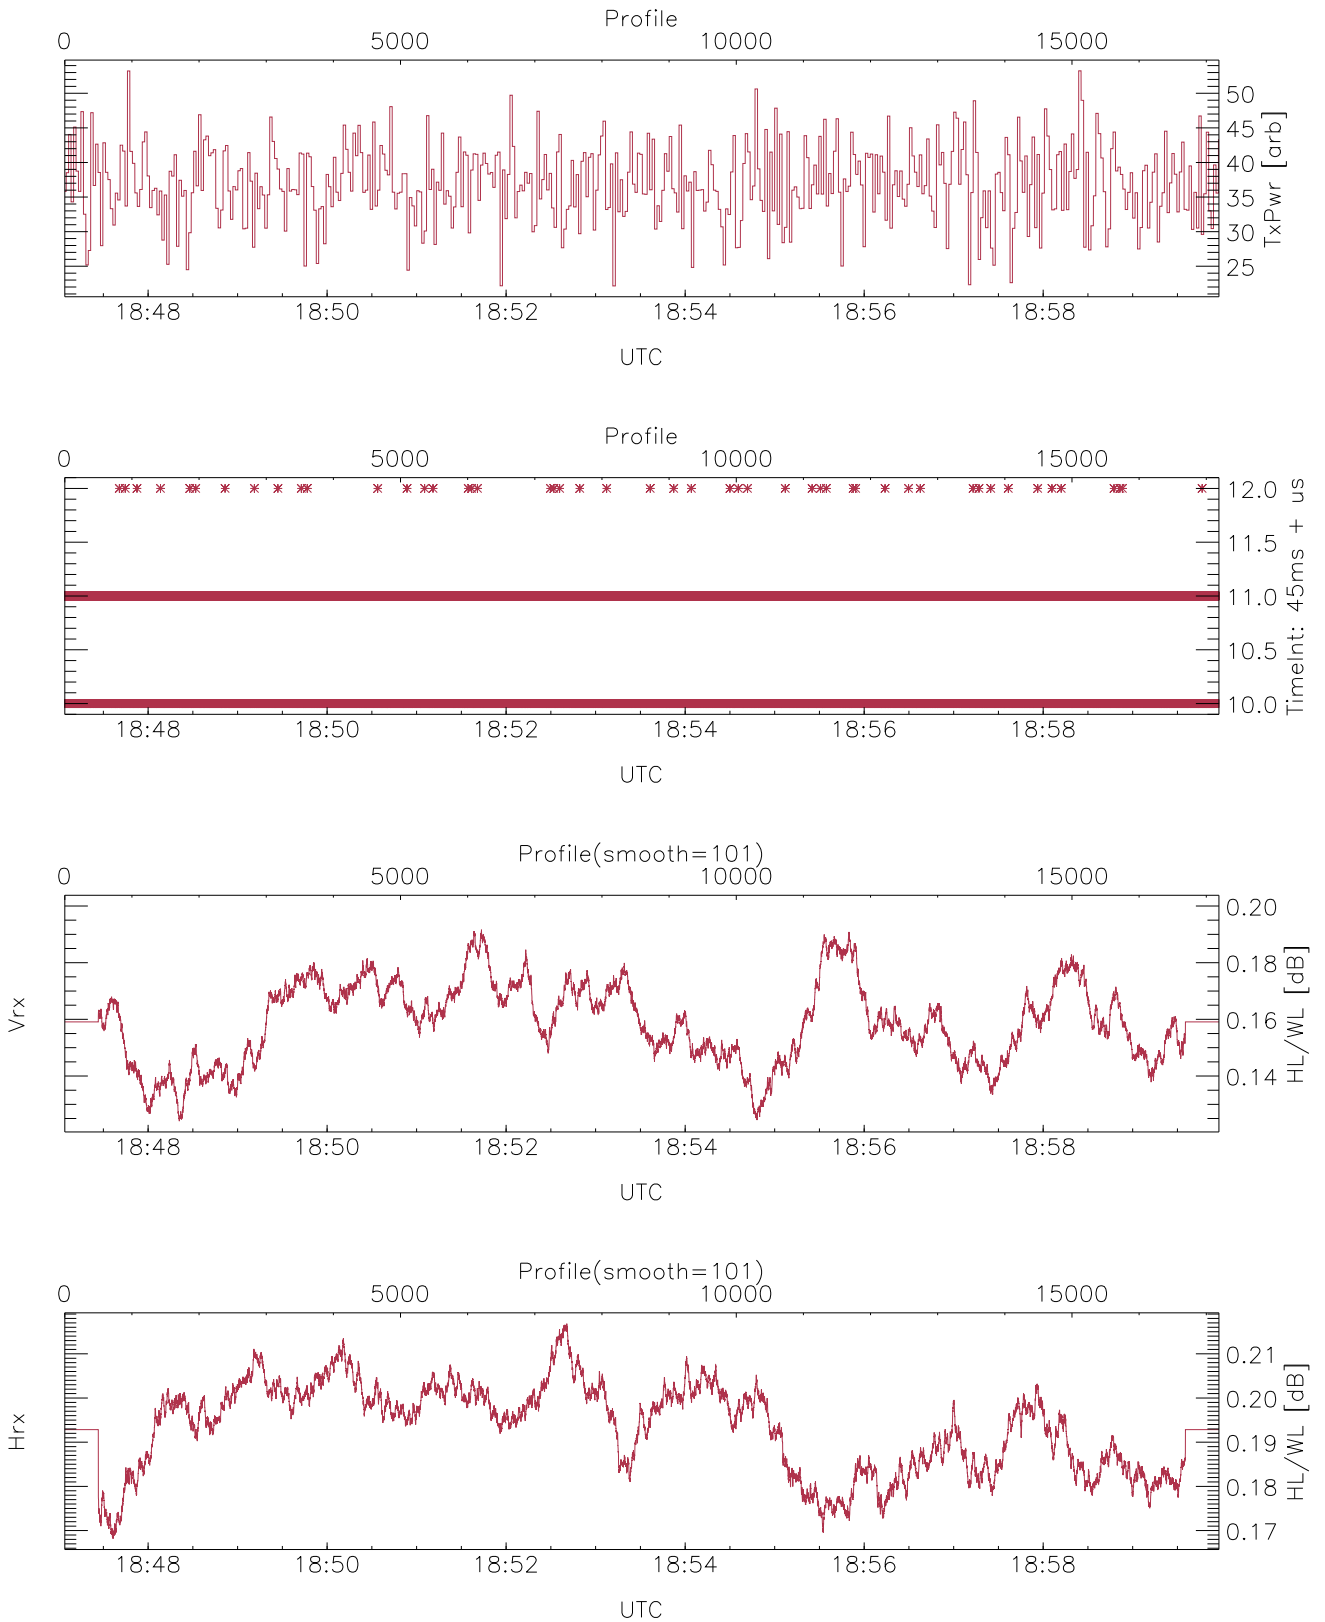 Profile
0 5000 10000 15000
50
45
40
35
30
25
TxPwr [arb]
18:48 18:50 18:52 18:54 18:56 18:58
UTC
Profile
0 5000 10000 15000
12.0
11.5
11.0
10.5
10.0
TimeInt: 45ms + us
18:48 18:50 18:52 18:54 18:56 18:58
UTC
Profile(smooth=101)
0 5000 10000 15000
Vrx
0.20
0.18
0.16
0.14
HL/WL [dB]
18:48 18:50 18:52 18:54 18:56 18:58
UTC
Profile(smooth=101)
0 5000 10000 15000
Hrx
0.21
0.20
0.19
0.18
0.17
HL/WL [dB]
18:48 18:50 18:52 18:54 18:56 18:58
UTC